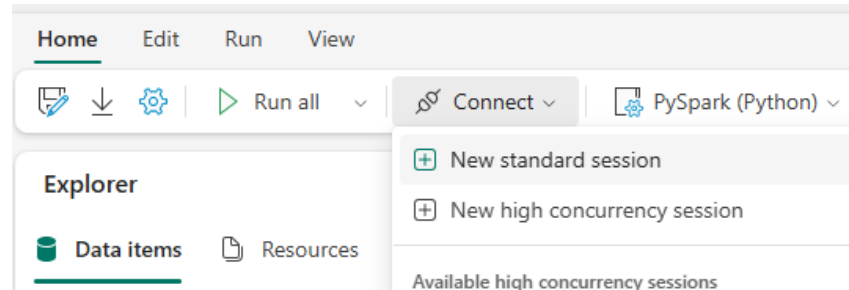 Home Edit Run View
Run all Connect PySpark (Python)
New standard session
Explorer
New high concurrency session
Data items Resources
Available high concurrency sessions